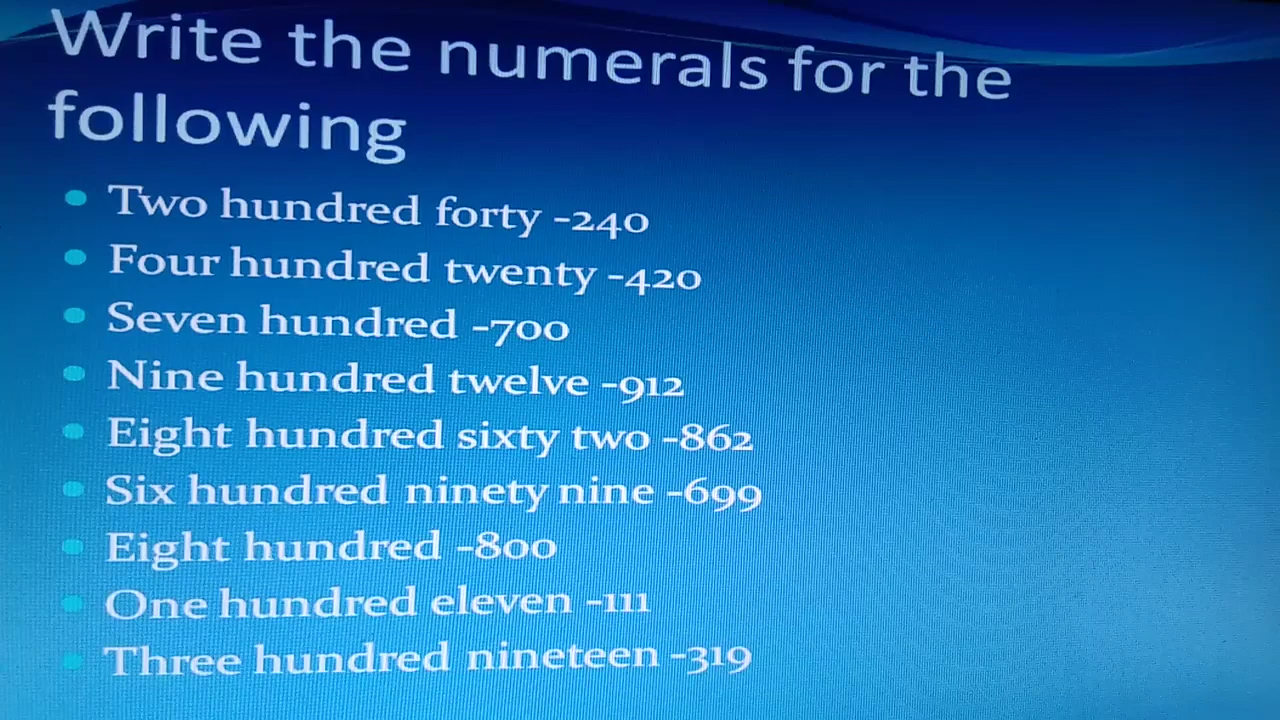 Write the numerals for the
following
Two hundred forty -240
Four hundred twenty -420
Seven hundred -700
Nine hundred twelve -912
Eight hundred sixty two -862
Six hundred ninety nine -699
Eight hundred -800
One hundred eleven -111
Three hundred nineteen -319